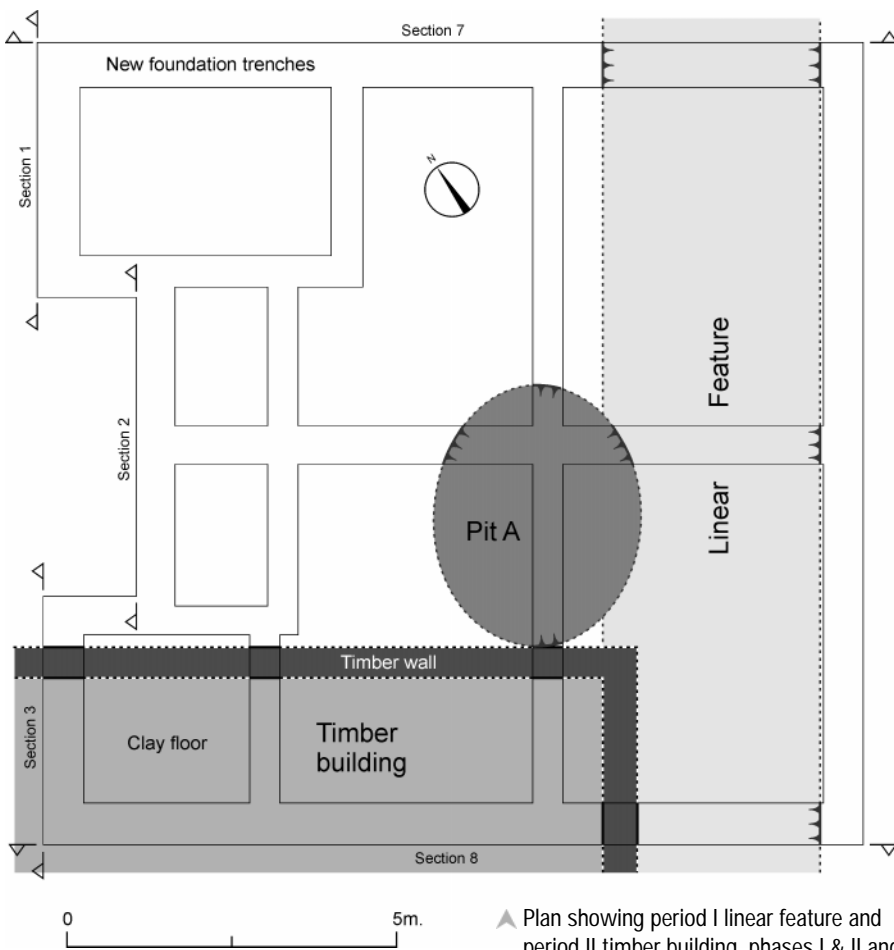 Section 7
New foundation trenches
Section 1
N
Section 2
Feature
Linear
Pit A
Timber wall
Section 3
Clay floor
Timber
building
Section 8
0
5m.
Plan showing period I linear feature and
period II timber building, phases I & II and